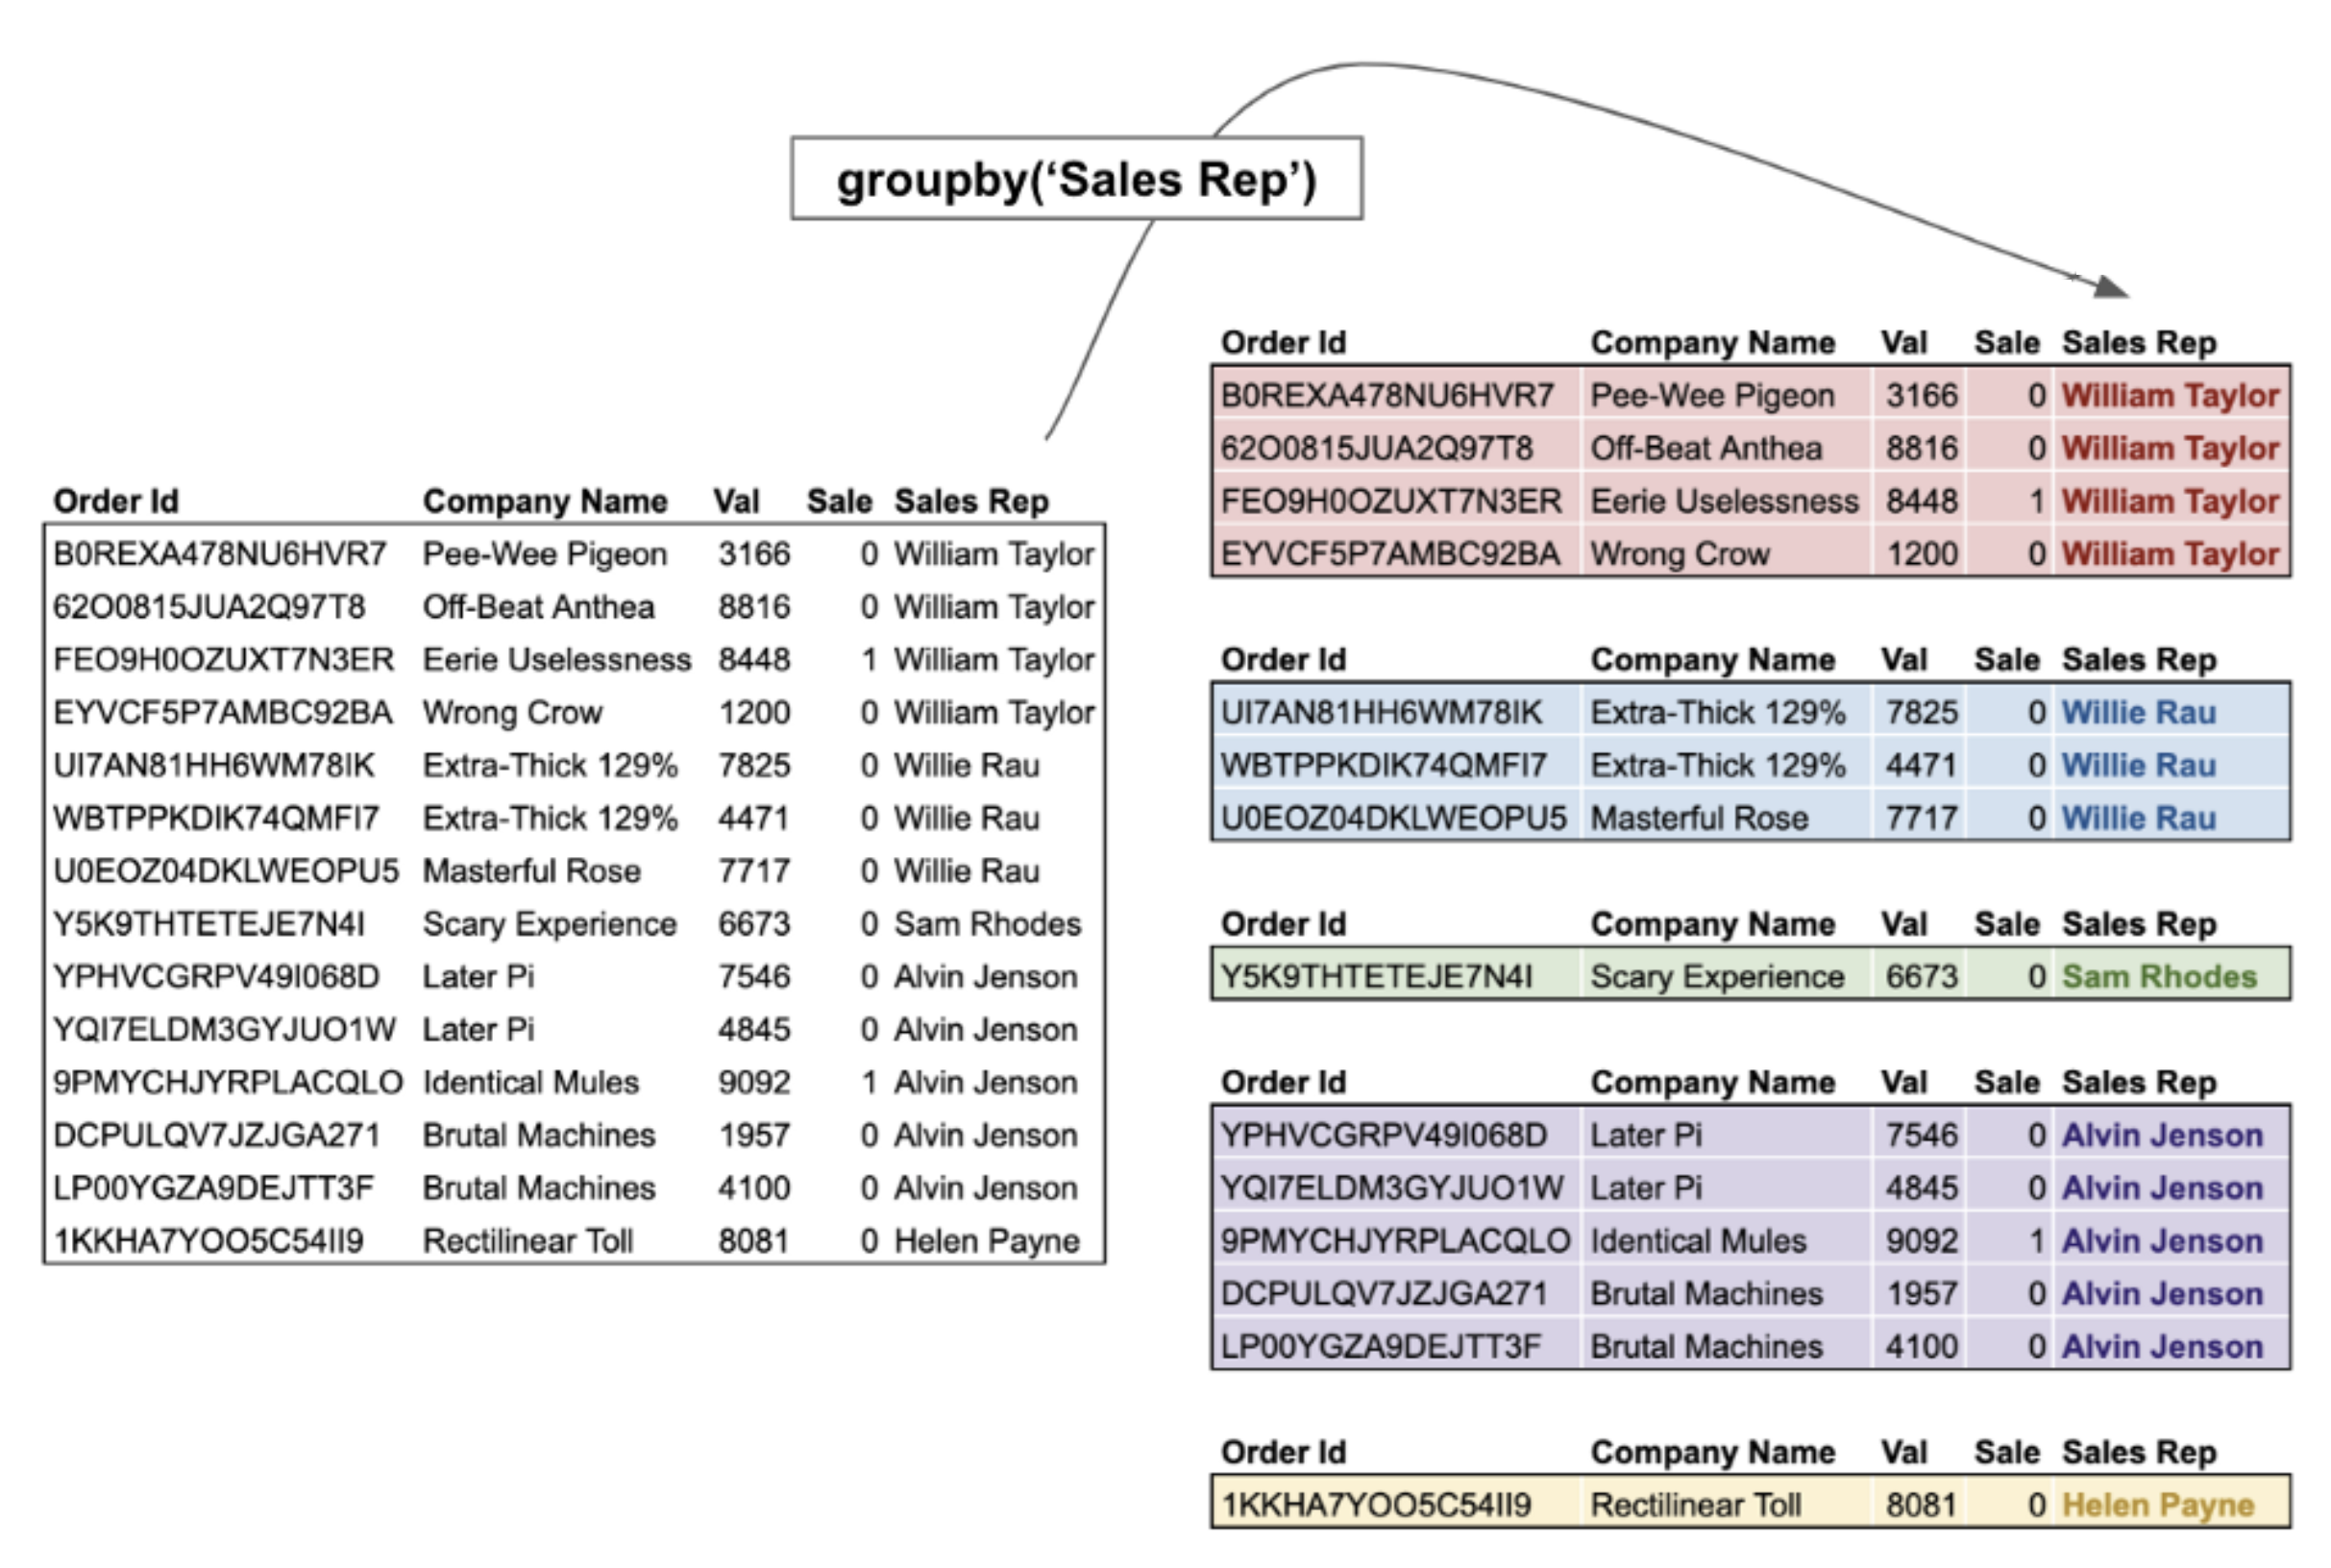 groupby(‘Sales Rep’)
Order Id Company Name Val Sale Sales Rep
B0REXA478NU6HVR7 Pee-Wee Pigeon 3166 0 William Taylor
62O0815JUA2Q97T8 Off-Beat Anthea 8816 0 William Taylor
FEO9H0OZUXT7N3ER Eerie Uselessness 8448 1 William Taylor
EYVCF5P7AMBC92BA Wrong Crow 1200 0 William Taylor
UI7AN81HH6WM78IK Extra-Thick 129% 7825 0 Willie Rau
WBTPPKDIK74QMFI7 Extra-Thick 129% 4471 0 Willie Rau
U0EOZ04DKLWEOPU5 Masterful Rose 7717 0 Willie Rau
Y5K9THTETEJE7N4I Scary Experience 6673 0 Sam Rhodes
YPHVCGRPV49I068D Later Pi 7546 0 Alvin Jenson
YQI7ELDM3GYJUO1W Later Pi 4845 0 Alvin Jenson
9PMYCHJYRPLACQLO Identical Mules 9092 1 Alvin Jenson
DCPULQV7JZJGA271 Brutal Machines 1957 0 Alvin Jenson
LP00YGZA9DEJTT3F Brutal Machines 4100 0 Alvin Jenson
1KKHA7YOO5C54II9 Rectilinear Toll 8081 0 Helen Payne
Order Id Company Name Val Sale Sales Rep
B0REXA478NU6HVR7 Pee-Wee Pigeon 3166 0 William Taylor
62O0815JUA2Q97T8 Off-Beat Anthea 8816 0 William Taylor
FEO9H0OZUXT7N3ER Eerie Uselessness 8448 1 William Taylor
EYVCF5P7AMBC92BA Wrong Crow 1200 0 William Taylor
Order Id Company Name Val Sale Sales Rep
UI7AN81HH6WM78IK Extra-Thick 129% 7825 0 Willie Rau
WBTPPKDIK74QMFI7 Extra-Thick 129% 4471 0 Willie Rau
U0EOZ04DKLWEOPU5 Masterful Rose 7717 0 Willie Rau
Order Id Company Name Val Sale Sales Rep
Y5K9THTETEJE7N4I Scary Experience 6673 0 Sam Rhodes
Order Id Company Name Val Sale Sales Rep
YPHVCGRPV49I068D Later Pi 7546 0 Alvin Jenson
YQI7ELDM3GYJUO1W Later Pi 4845 0 Alvin Jenson
9PMYCHJYRPLACQLO Identical Mules 9092 1 Alvin Jenson
DCPULQV7JZJGA271 Brutal Machines 1957 0 Alvin Jenson
LP00YGZA9DEJTT3F Brutal Machines 4100 0 Alvin Jenson
Order Id Company Name Val Sale Sales Rep
1KKHA7YOO5C54II9 Rectilinear Toll 8081 0 Helen Payne